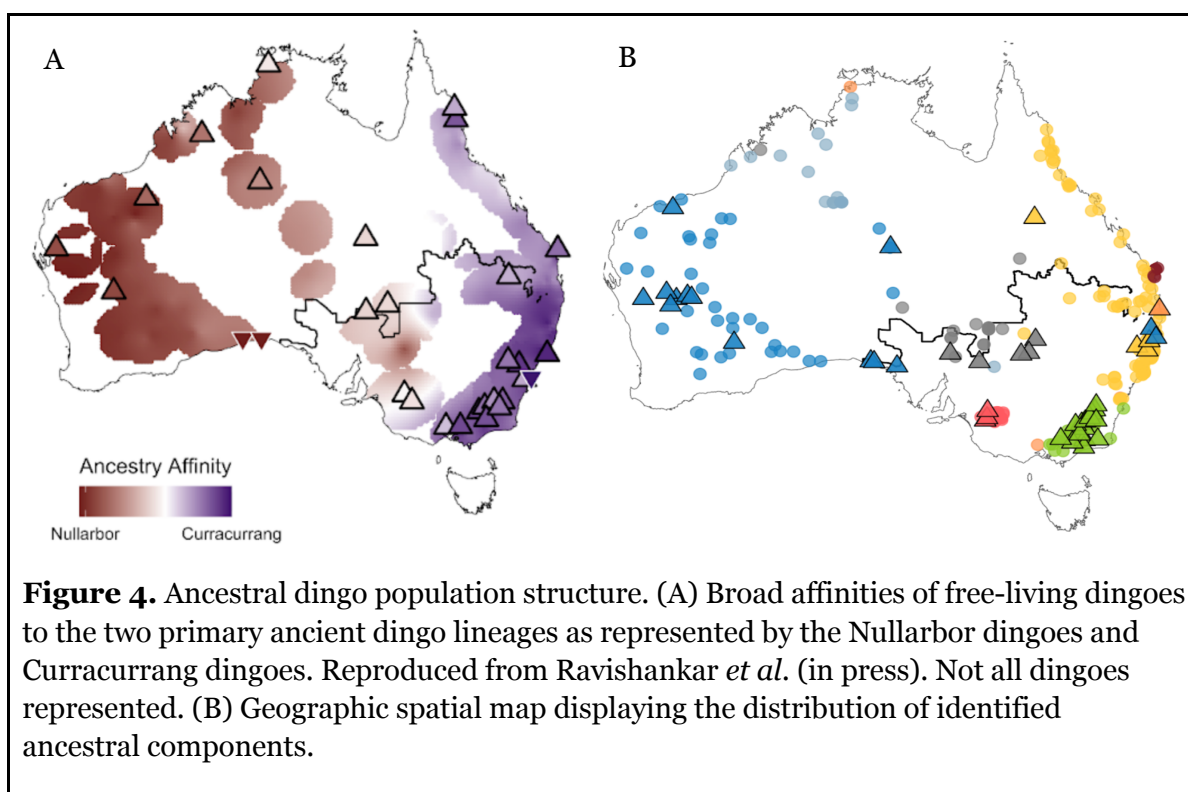 A
B
Ancestry Affinity
Nullarbor
Curracurrang
Figure 4. Ancestral dingo population structure. (A) Broad affinities of free-living dingoes
to the two primary ancient dingo lineages as represented by the Nullarbor dingoes and
Curracurrang dingoes. Reproduced from Ravishankar et al. (in press). Not all dingoes
represented. (B) Geographic spatial map displaying the distribution of identified
ancestral components.